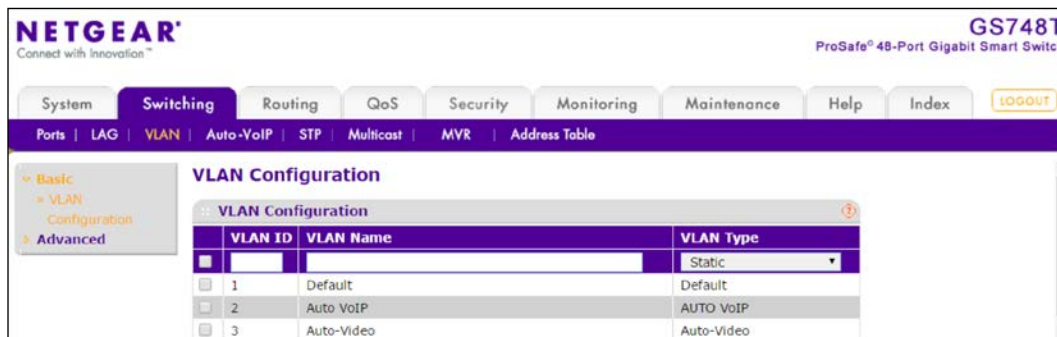 NETGEAR®
Connect with Innovation™
GS748T
ProSafe® 48-Port Gigabit Smart Switc
System Switching Routing QoS Security Monitoring Maintenance Help Index LOGOUT
Ports | LAG | VLAN | Auto-VoIP | STP | Multicast | MVR | Address Table
Basic
» VLAN
Configuration
Advanced
VLAN Configuration
VLAN Configuration
VLAN ID VLAN Name VLAN Type
Static
1 Default Default
2 Auto VoIP AUTO VoIP
3 Auto-Video Auto-Video